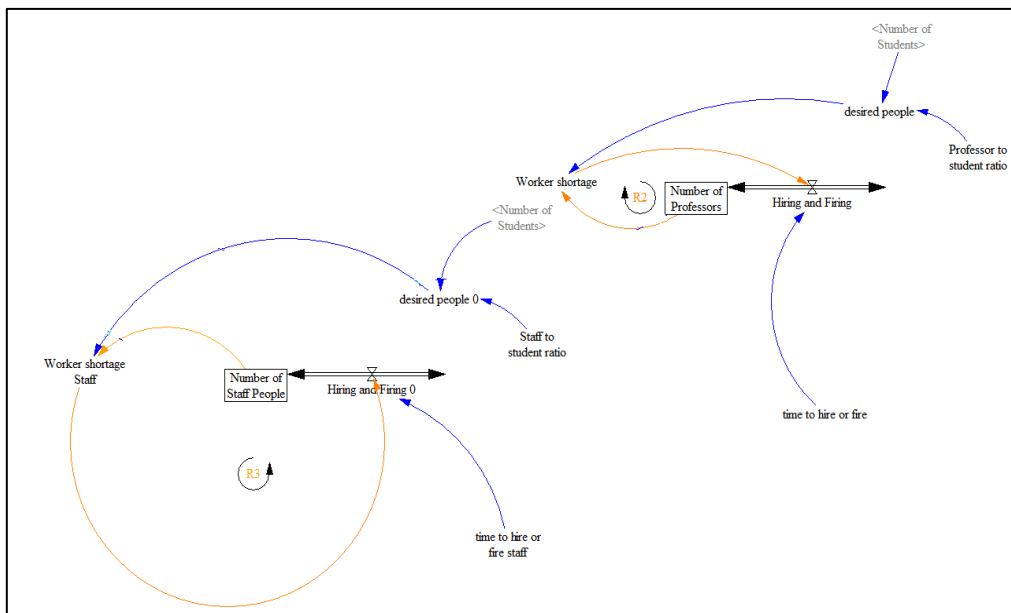 <Number of
Students>
desired people
Professor to
student ratio
Worker shortage
R2
Number of
Professors
Hiring and Firing
<Number of
Students>
desired people 0
Staff to
student ratio
Worker shortage
Staff
Number of
Staff People
Hiring and Firing 0
time to hire or fire
R3
time to hire or
fire staff